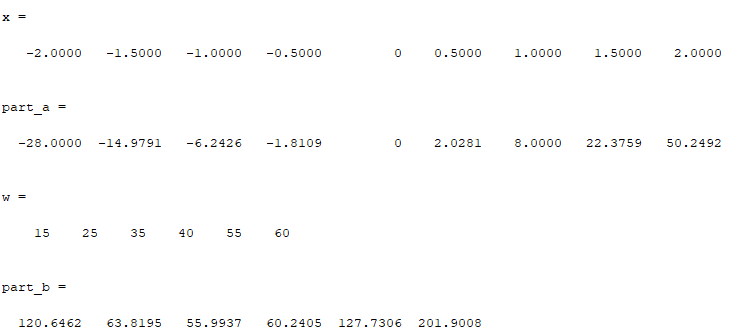 x =
-2.0000 -1.5000 -1.0000 -0.5000 0 0.5000 1.0000 1.5000 2.0000
part_a =
-28.0000 -14.9791 -6.2426 -1.8109 0 2.0281 8.0000 22.3759 50.2492
w =
15 25 35 40 55 60
part_b =
120.6462 63.8195 55.9937 60.2405 127.7306 201.9008